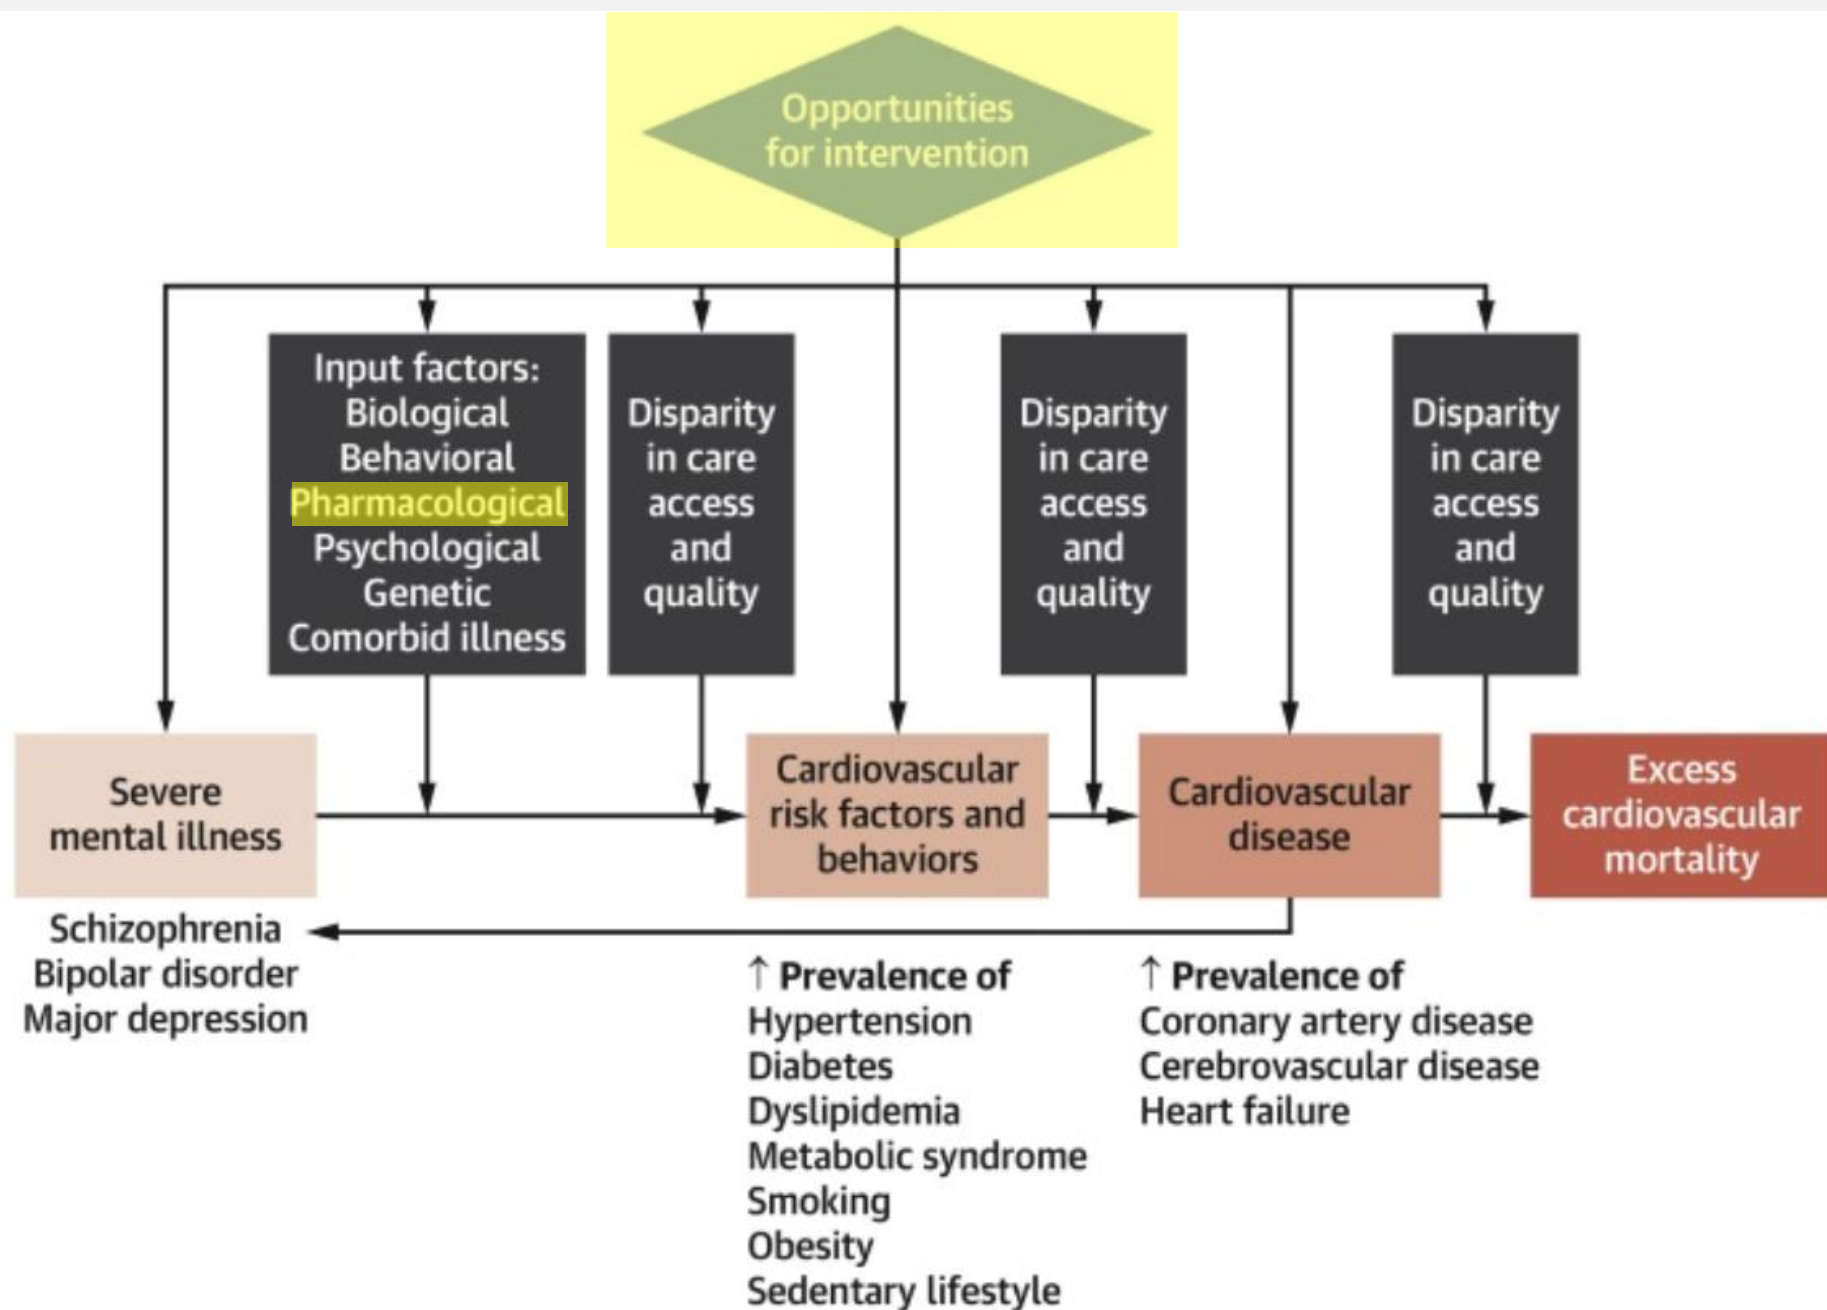 Opportunities
for intervention
Input factors:
Biological
Behavioral
Pharmacological
Psychological
Genetic
Comorbid illness
Disparity
in care
access
and
quality
Disparity
in care
access
and
quality
Disparity
in care
access
and
quality
Severe
mental illness
Cardiovascular
risk factors and
behaviors
Cardiovascular
disease
Excess
cardiovascular
mortality
Schizophrenia
Bipolar disorder
Major depression
↑ Prevalence of
Hypertension
Diabetes
Dyslipidemia
Metabolic syndrome
Smoking
Obesity
Sedentary lifestyle
↑ Prevalence of
Coronary artery disease
Cerebrovascular disease
Heart failure